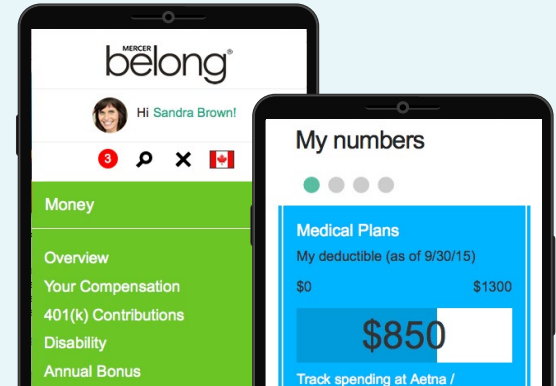 MERCER
belong®
Hi Sandra Brown!
3
Money
Overview
Your Compensation
401(k) Contributions
Disability
Annual Bonus
My numbers
Medical Plans
My deductible (as of 9/30/15)
$0 $1300
$850
Track spending at Aetna /